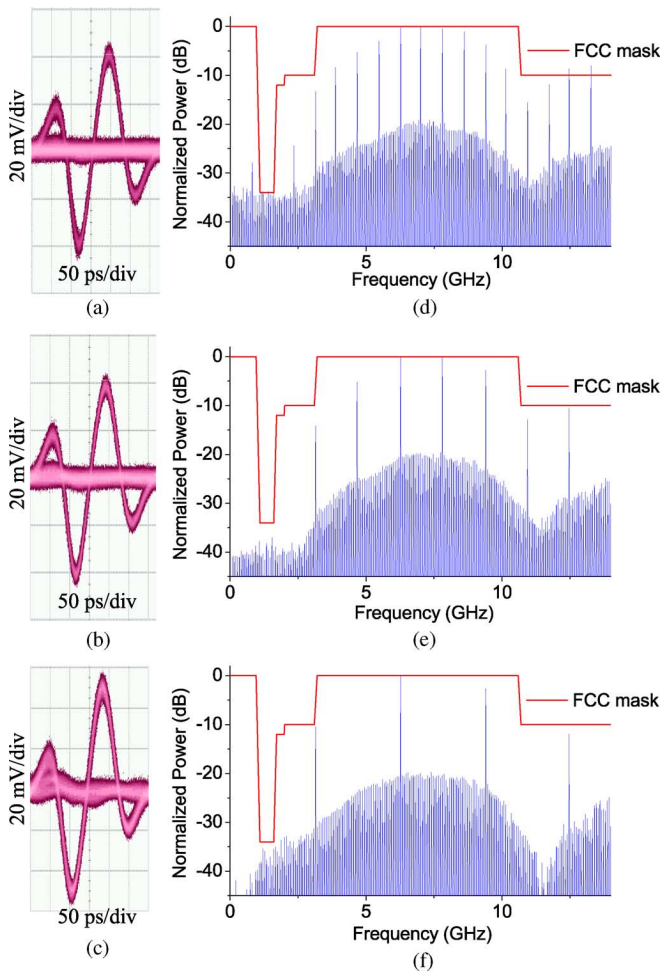 20 mV/div
50 ps/div
(a)
Normalized Power (dB)
0
-10
-20
-30
-40
FCC mask
0
5
10
Frequency (GHz)
(d)
20 mV/div
50 ps/div
(b)
Normalized Power (dB)
0
-10
-20
-30
-40
FCC mask
0
5
10
Frequency (GHz)
(e)
20 mV/div
50 ps/div
(c)
Normalized Power (dB)
0
-10
-20
-30
-40
FCC mask
0
5
10
Frequency (GHz)
(f)